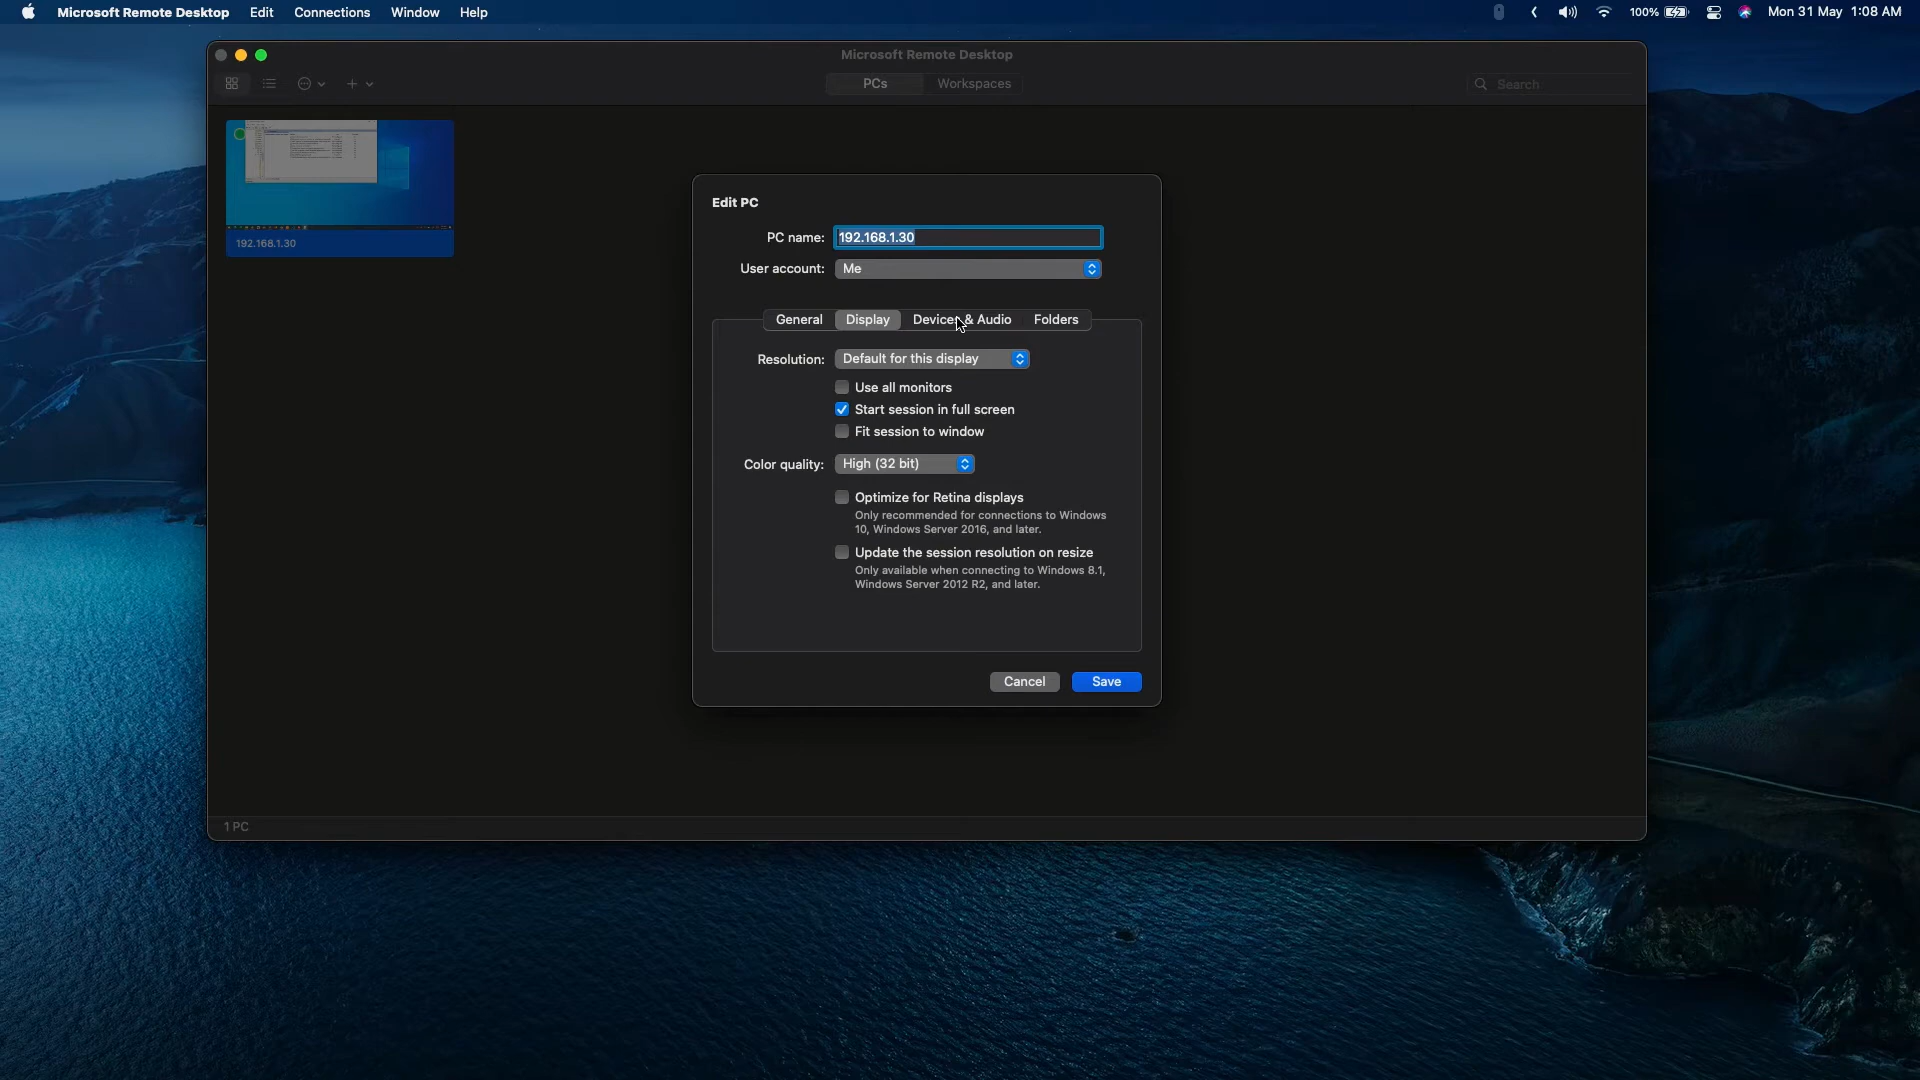 Microsoft Remote Desktop Edit Connections Window Help 100% Mon 31 May 1:08 AM
Microsoft Remote Desktop
PCs Workspaces Search
192.168.1.30
Edit PC
PC name: 192.168.1.30
User account: Me
General Display Devices & Audio Folders
Resolution: Default for this display
Use all monitors
Start session in full screen
Fit session to window
Color quality: High (32 bit)
Optimize for Retina displays
Only recommended for connections to Windows
10, Windows Server 2016, and later.
Update the session resolution on resize
Only available when connecting to Windows 8.1,
Windows Server 2012 R2, and later.
Cancel Save
1 PC